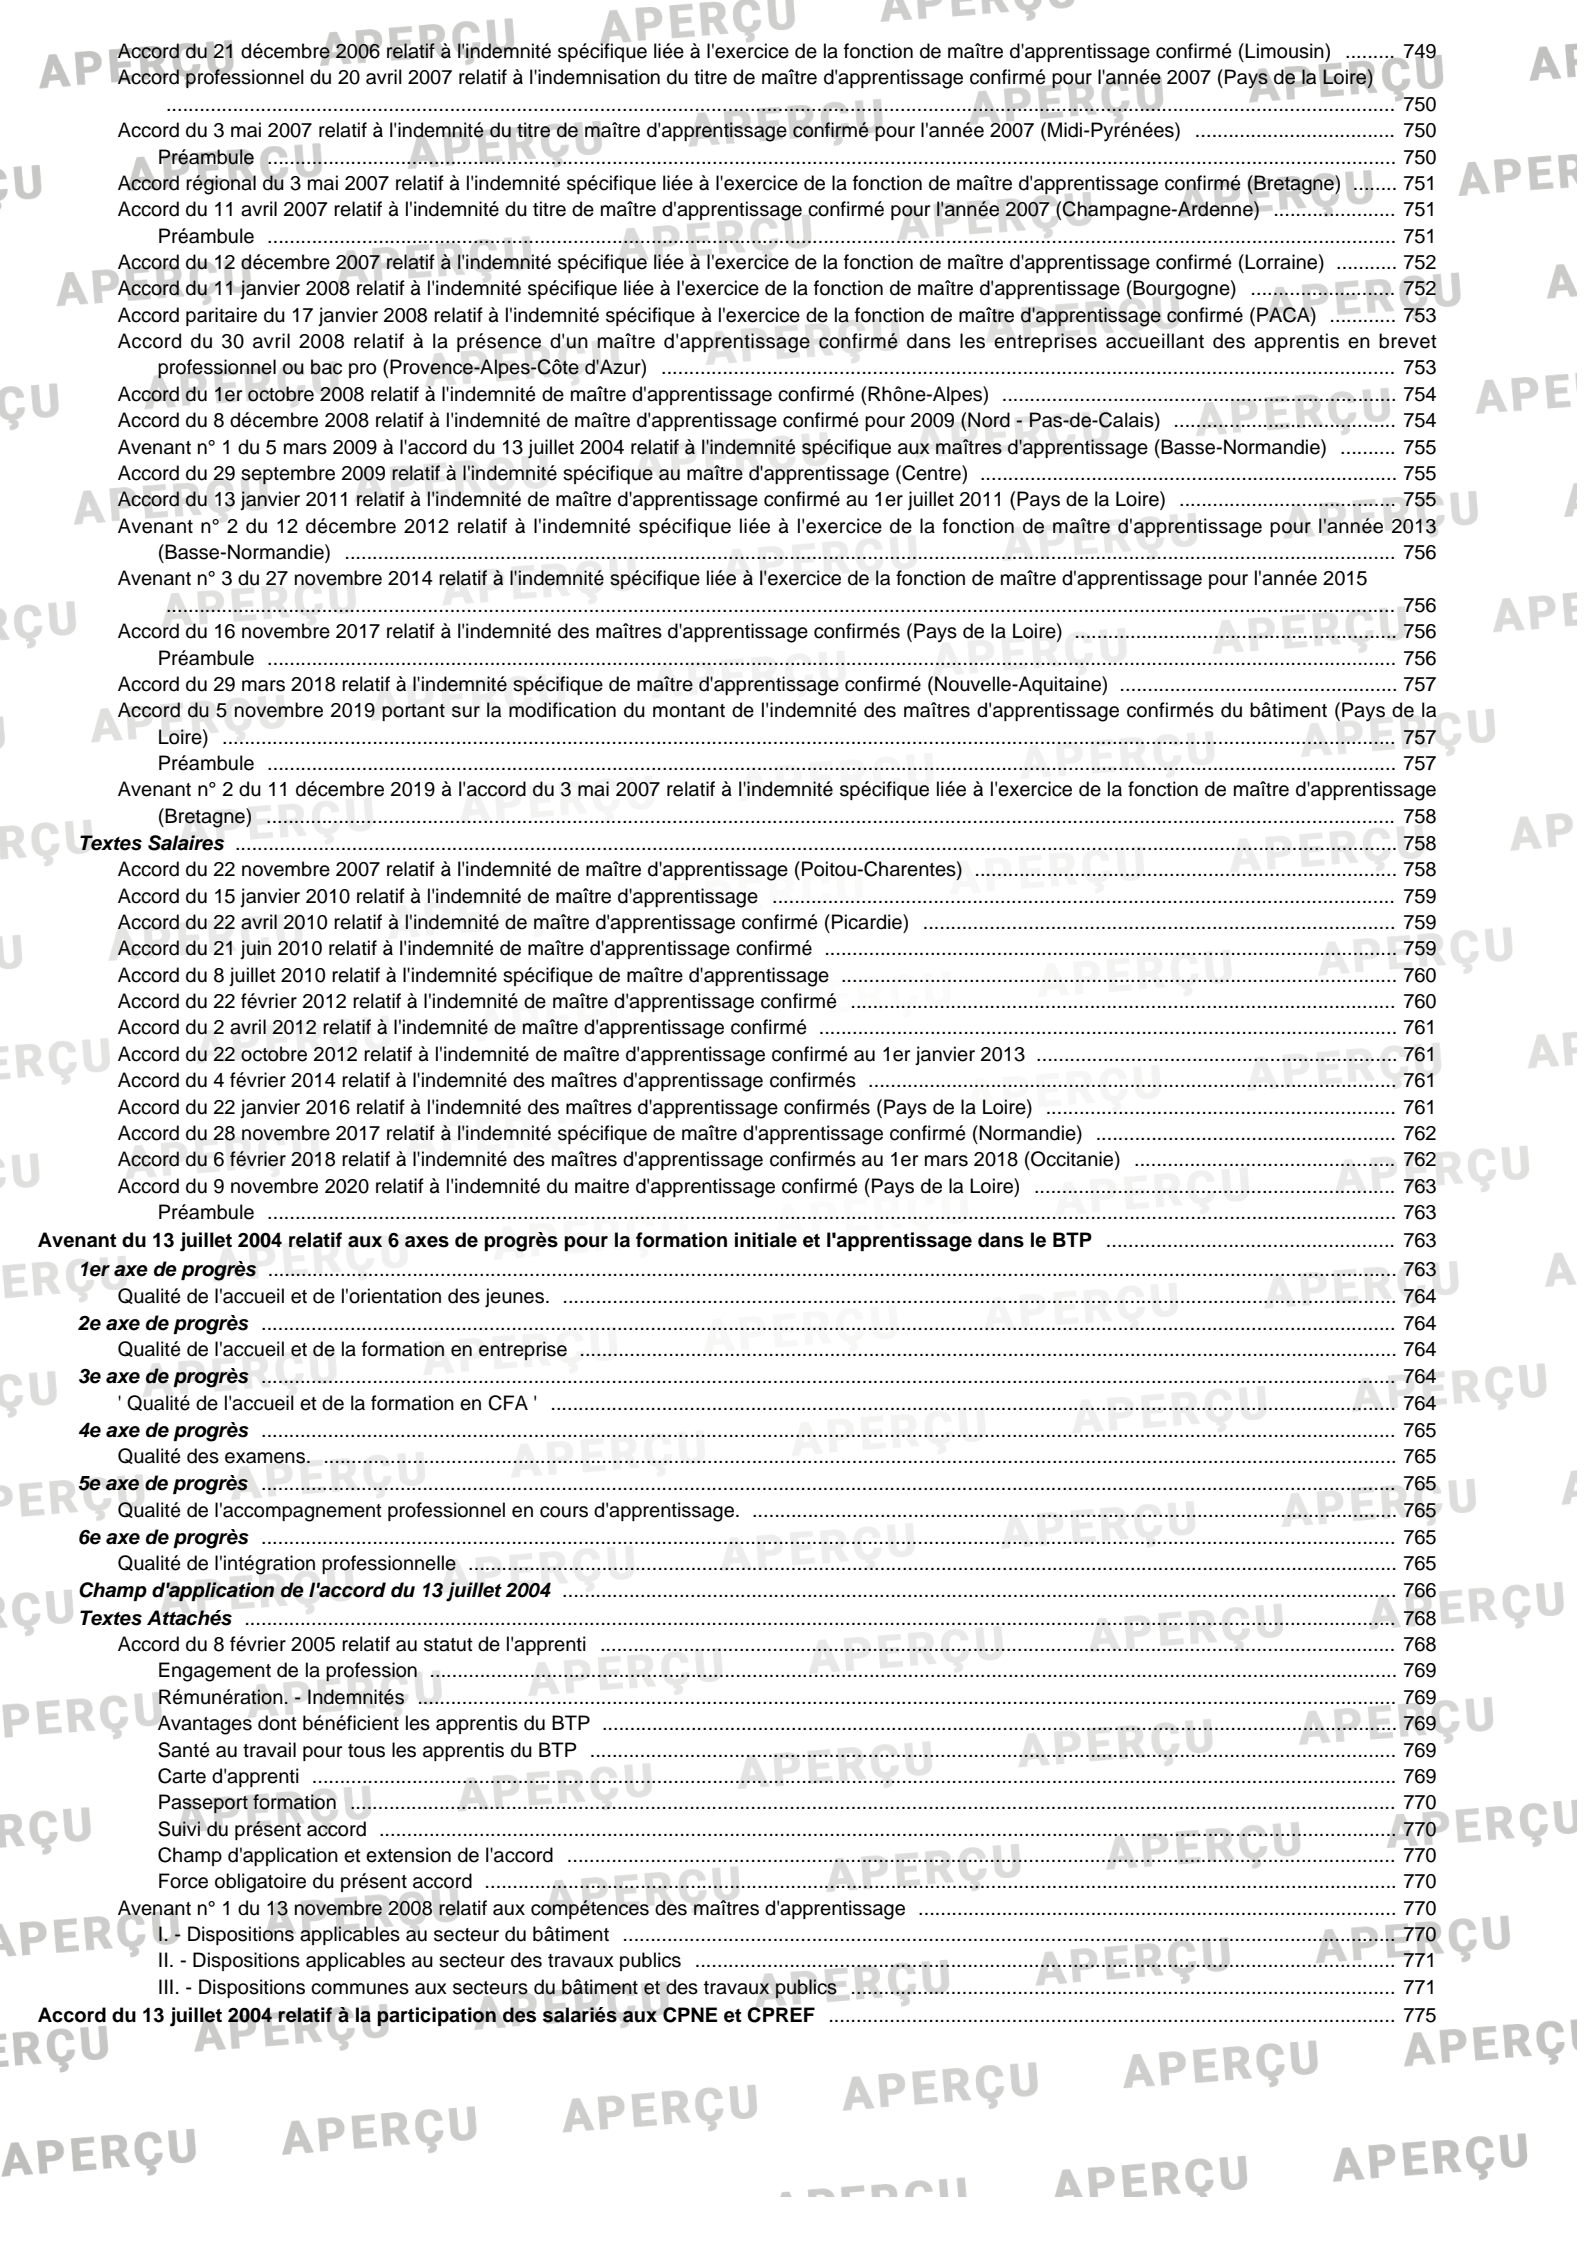 Accord du 21 décembre 2006 relatif à l'indemnité spécifique liée à l'exercice de la fonction de maître d'apprentissage confirmé (Limousin) ......... 749
Accord professionnel du 20 avril 2007 relatif à l'indemnisation du titre de maître d'apprentissage confirmé pour l'année 2007 (Pays de la Loire)
......... 750
Accord du 3 mai 2007 relatif à l'indemnité du titre de maître d'apprentissage confirmé pour l'année 2007 (Midi-Pyrénées) ......... 750
Préambule ......... 750
Accord régional du 3 mai 2007 relatif à l'indemnité spécifique liée à l'exercice de la fonction de maître d'apprentissage confirmé (Bretagne) ........ 751
Accord du 11 avril 2007 relatif à l'indemnité du titre de maître d'apprentissage confirmé pour l'année 2007 (Champagne-Ardenne) ......... 751
Préambule ......... 751
Accord du 12 décembre 2007 relatif à l'indemnité spécifique liée à l'exercice de la fonction de maître d'apprentissage confirmé (Lorraine) ........... 752
Accord du 11 janvier 2008 relatif à l'indemnité spécifique liée à l'exercice de la fonction de maître d'apprentissage (Bourgogne) ......... 752
Accord paritaire du 17 janvier 2008 relatif à l'indemnité spécifique à l'exercice de la fonction de maître d'apprentissage confirmé (PACA) ............ 753
Accord du 30 avril 2008 relatif à la présence d'un maître d'apprentissage confirmé dans les entreprises accueillant des apprentis en brevet
professionnel ou bac pro (Provence-Alpes-Côte d'Azur) ......... 753
Accord du 1er octobre 2008 relatif à l'indemnité de maître d'apprentissage confirmé (Rhône-Alpes) ......... 754
Accord du 8 décembre 2008 relatif à l'indemnité de maître d'apprentissage confirmé pour 2009 (Nord - Pas-de-Calais) ......... 754
Avenant n° 1 du 5 mars 2009 à l'accord du 13 juillet 2004 relatif à l'indemnité spécifique aux maîtres d'apprentissage (Basse-Normandie) .......... 755
Accord du 29 septembre 2009 relatif à l'indemnité spécifique au maître d'apprentissage (Centre) ......... 755
Accord du 13 janvier 2011 relatif à l'indemnité de maître d'apprentissage confirmé au 1er juillet 2011 (Pays de la Loire) ......... 755
Avenant n° 2 du 12 décembre 2012 relatif à l'indemnité spécifique liée à l'exercice de la fonction de maître d'apprentissage pour l'année 2013
(Basse-Normandie) ......... 756
Avenant n° 3 du 27 novembre 2014 relatif à l'indemnité spécifique liée à l'exercice de la fonction de maître d'apprentissage pour l'année 2015
......... 756
Accord du 16 novembre 2017 relatif à l'indemnité des maîtres d'apprentissage confirmés (Pays de la Loire) ......... 756
Préambule ......... 756
Accord du 29 mars 2018 relatif à l'indemnité spécifique de maître d'apprentissage confirmé (Nouvelle-Aquitaine) ......... 757
Accord du 5 novembre 2019 portant sur la modification du montant de l'indemnité des maîtres d'apprentissage confirmés du bâtiment (Pays de la
Loire) ......... 757
Préambule ......... 757
Avenant n° 2 du 11 décembre 2019 à l'accord du 3 mai 2007 relatif à l'indemnité spécifique liée à l'exercice de la fonction de maître d'apprentissage
(Bretagne) ......... 758
Textes Salaires ......... 758
Accord du 22 novembre 2007 relatif à l'indemnité de maître d'apprentissage (Poitou-Charentes) ......... 758
Accord du 15 janvier 2010 relatif à l'indemnité de maître d'apprentissage ......... 759
Accord du 22 avril 2010 relatif à l'indemnité de maître d'apprentissage confirmé (Picardie) ......... 759
Accord du 21 juin 2010 relatif à l'indemnité de maître d'apprentissage confirmé ......... 759
Accord du 8 juillet 2010 relatif à l'indemnité spécifique de maître d'apprentissage ......... 760
Accord du 22 février 2012 relatif à l'indemnité de maître d'apprentissage confirmé ......... 760
Accord du 2 avril 2012 relatif à l'indemnité de maître d'apprentissage confirmé ......... 761
Accord du 22 octobre 2012 relatif à l'indemnité de maître d'apprentissage confirmé au 1er janvier 2013 ......... 761
Accord du 4 février 2014 relatif à l'indemnité des maîtres d'apprentissage confirmés ......... 761
Accord du 22 janvier 2016 relatif à l'indemnité des maîtres d'apprentissage confirmés (Pays de la Loire) ......... 761
Accord du 28 novembre 2017 relatif à l'indemnité spécifique de maître d'apprentissage confirmé (Normandie) ......... 762
Accord du 6 février 2018 relatif à l'indemnité des maîtres d'apprentissage confirmés au 1er mars 2018 (Occitanie) ......... 762
Accord du 9 novembre 2020 relatif à l'indemnité du maitre d'apprentissage confirmé (Pays de la Loire) ......... 763
Préambule ......... 763
Avenant du 13 juillet 2004 relatif aux 6 axes de progrès pour la formation initiale et l'apprentissage dans le BTP ......... 763
1er axe de progrès ......... 763
Qualité de l'accueil et de l'orientation des jeunes. ......... 764
2e axe de progrès ......... 764
Qualité de l'accueil et de la formation en entreprise ......... 764
3e axe de progrès ......... 764
' Qualité de l'accueil et de la formation en CFA ' ......... 764
4e axe de progrès ......... 765
Qualité des examens. ......... 765
5e axe de progrès ......... 765
Qualité de l'accompagnement professionnel en cours d'apprentissage. ......... 765
6e axe de progrès ......... 765
Qualité de l'intégration professionnelle ......... 765
Champ d'application de l'accord du 13 juillet 2004 ......... 766
Textes Attachés ......... 768
Accord du 8 février 2005 relatif au statut de l'apprenti ......... 768
Engagement de la profession ......... 769
Rémunération. - Indemnités ......... 769
Avantages dont bénéficient les apprentis du BTP ......... 769
Santé au travail pour tous les apprentis du BTP ......... 769
Carte d'apprenti ......... 769
Passeport formation ......... 770
Suivi du présent accord ......... 770
Champ d'application et extension de l'accord ......... 770
Force obligatoire du présent accord ......... 770
Avenant n° 1 du 13 novembre 2008 relatif aux compétences des maîtres d'apprentissage ......... 770
I. - Dispositions applicables au secteur du bâtiment ......... 770
II. - Dispositions applicables au secteur des travaux publics ......... 771
III. - Dispositions communes aux secteurs du bâtiment et des travaux publics ......... 771
Accord du 13 juillet 2004 relatif à la participation des salariés aux CPNE et CPREF ......... 775
APERÇU